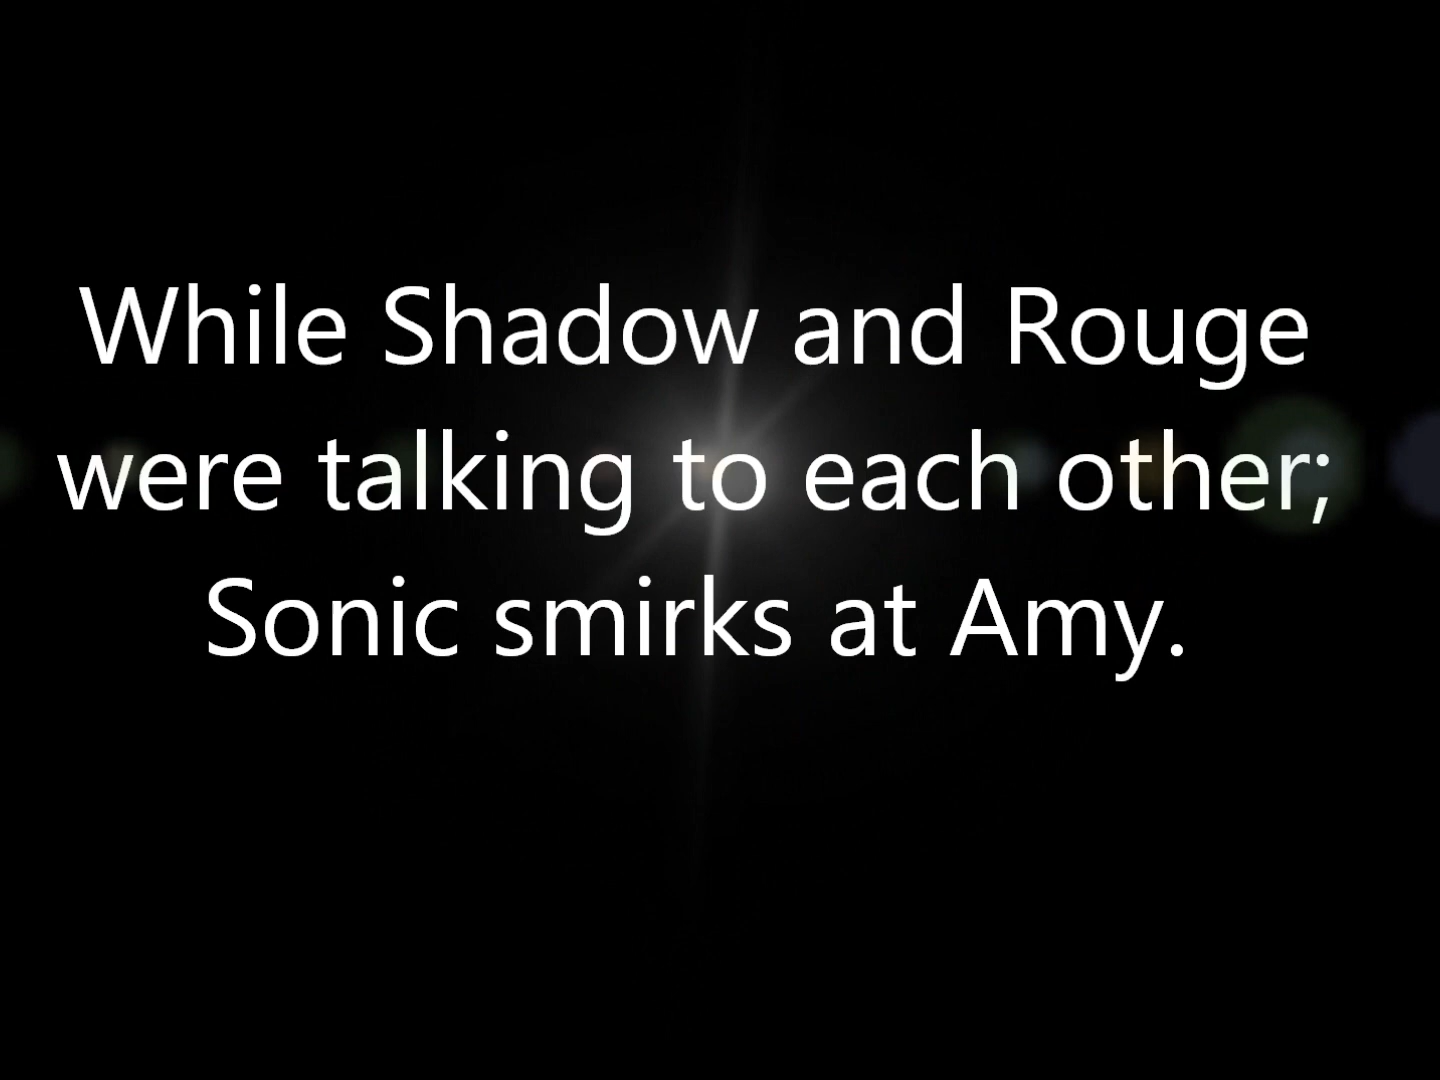 While Shadow and Rouge
were talking to each other;
Sonic smirks at Amy.